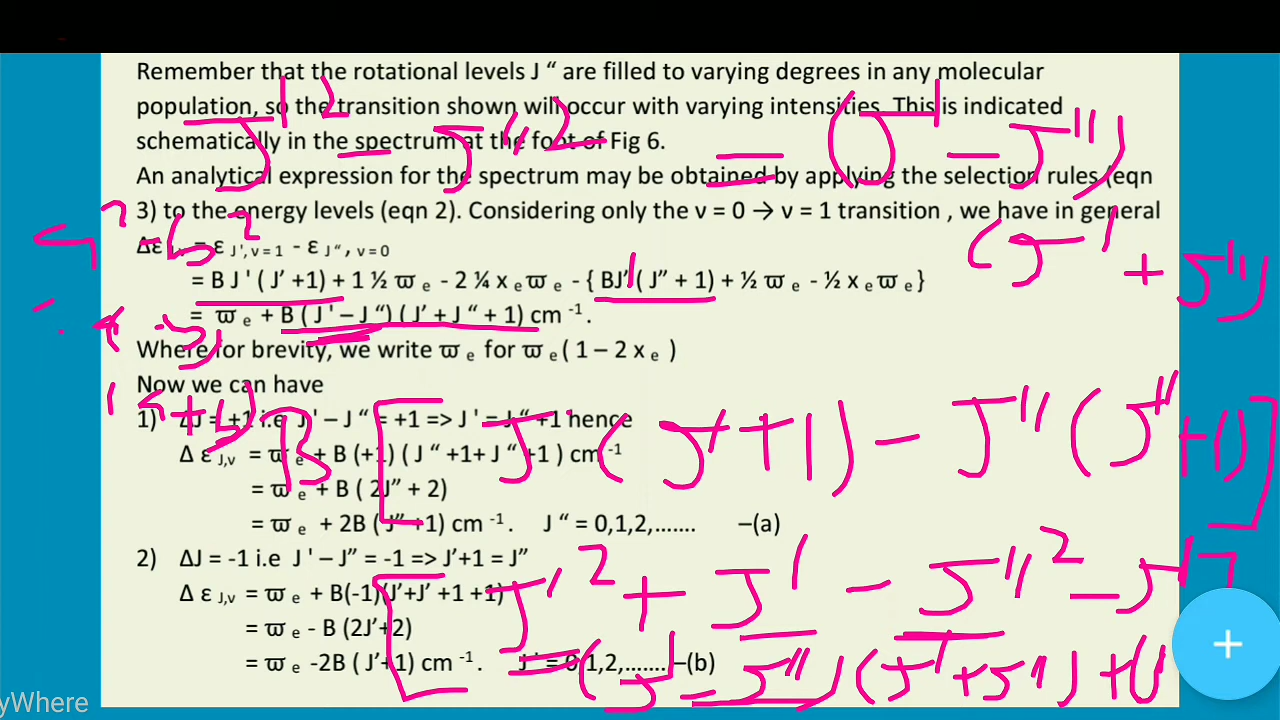 Remember that the rotational levels J “ are filled to varying degrees in any molecular
population, so the transition shown will occur with varying intensities. This is indicated
schematically in the spectrum at the foot of Fig 6.
An analytical expression for the spectrum may be obtained by applying the selection rules (eqn
3) to the energy levels (eqn 2). Considering only the v = 0 → v = 1 transition , we have in general
= ε J', v = 1 - ε J“, v = 0
= B J ' ( J’ +1) + 1 ½ ϖ e - 2 ¼ x e ϖ e - { BJ’ ( J” + 1) + ½ ϖ e - ½ x e ϖ e }
= ϖ e + B ( J ' – J “) ( J’ + J “ + 1) cm -1 .
Where for brevity, we write ϖ e for ϖ e ( 1 – 2 x e )
Now we can have
1) ΔJ = +1 i.e J ' – J “ = +1 => J ' = J “ +1 hence
Δ ε J,v = ϖ e + B (+1) ( J “ +1+ J “ +1 ) cm -1
= ϖ e + B ( 2J” + 2)
= ϖ e + 2B ( J” +1) cm -1 . J “ = 0,1,2,....... –(a)
2) ΔJ = -1 i.e J ' – J” = -1 => J’+1 = J”
Δ ε J,v = ϖ e + B(-1)(J’+J’ +1 +1)
= ϖ e - B (2J’+2)
= ϖ e -2B ( J’+1) cm -1 . J ' = 0,1,2,....... –(b)
J'2 – J"2 = (J' – J")
(J' + J")
B [ J' ( J' + 1 ) – J" ( J" + 1 ) ]
[ J'2 + J' – J"2 – J" ]
(J' – J") (J' + J") +
yWhere
+